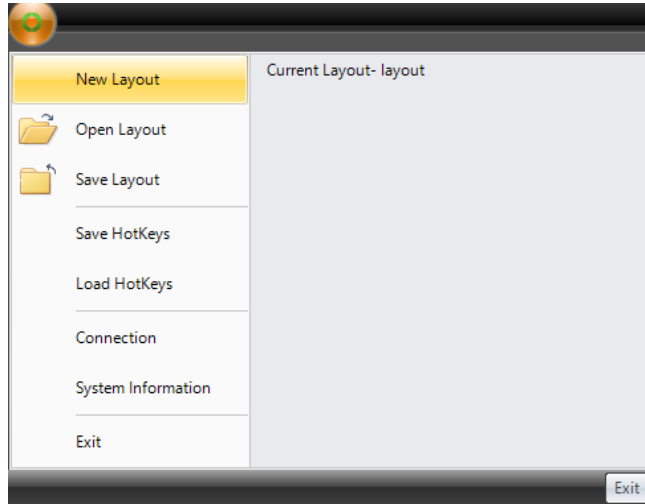 New Layout
Current Layout- layout
Open Layout
Save Layout
Save HotKeys
Load HotKeys
Connection
System Information
Exit
Exit